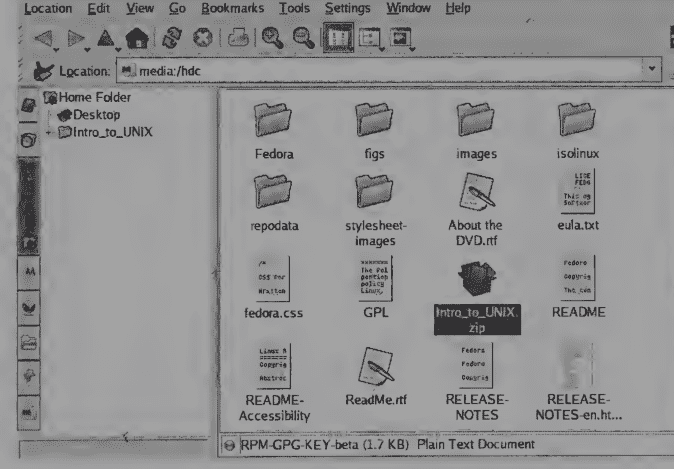 Location Edit View Go Bookmarks Tools Settings Window Help
Location: media:/hdc
Home Folder
Desktop
Intro_to_UNIX
Fedora figs images isolinux
repodata stylesheet-images About the DVD.rtf eula.txt
fedora.css GPL Intro_to_UNIX.zip README
README-Accessibility ReadMe.rtf RELEASE-NOTES RELEASE-NOTES-en.ht...
RPM-GPG-KEY-beta (1.7 KB) Plain Text Document